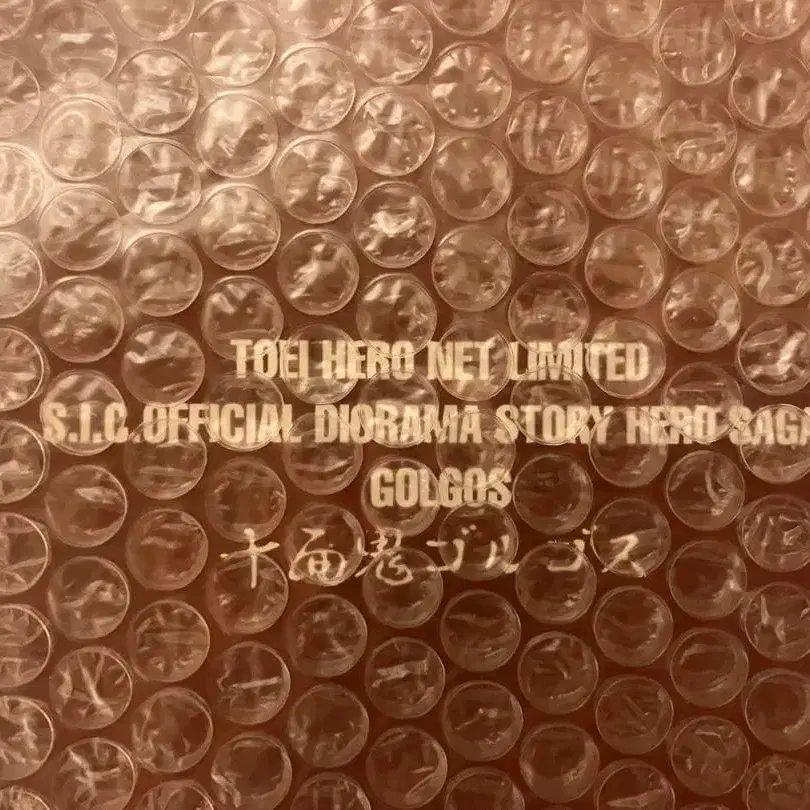 TOEI HERO NET LIMITED
S.I.C.OFFICIAL DIORAMA STORY HERO SAGA
GOLGOS
十面鬼ゴルゴス